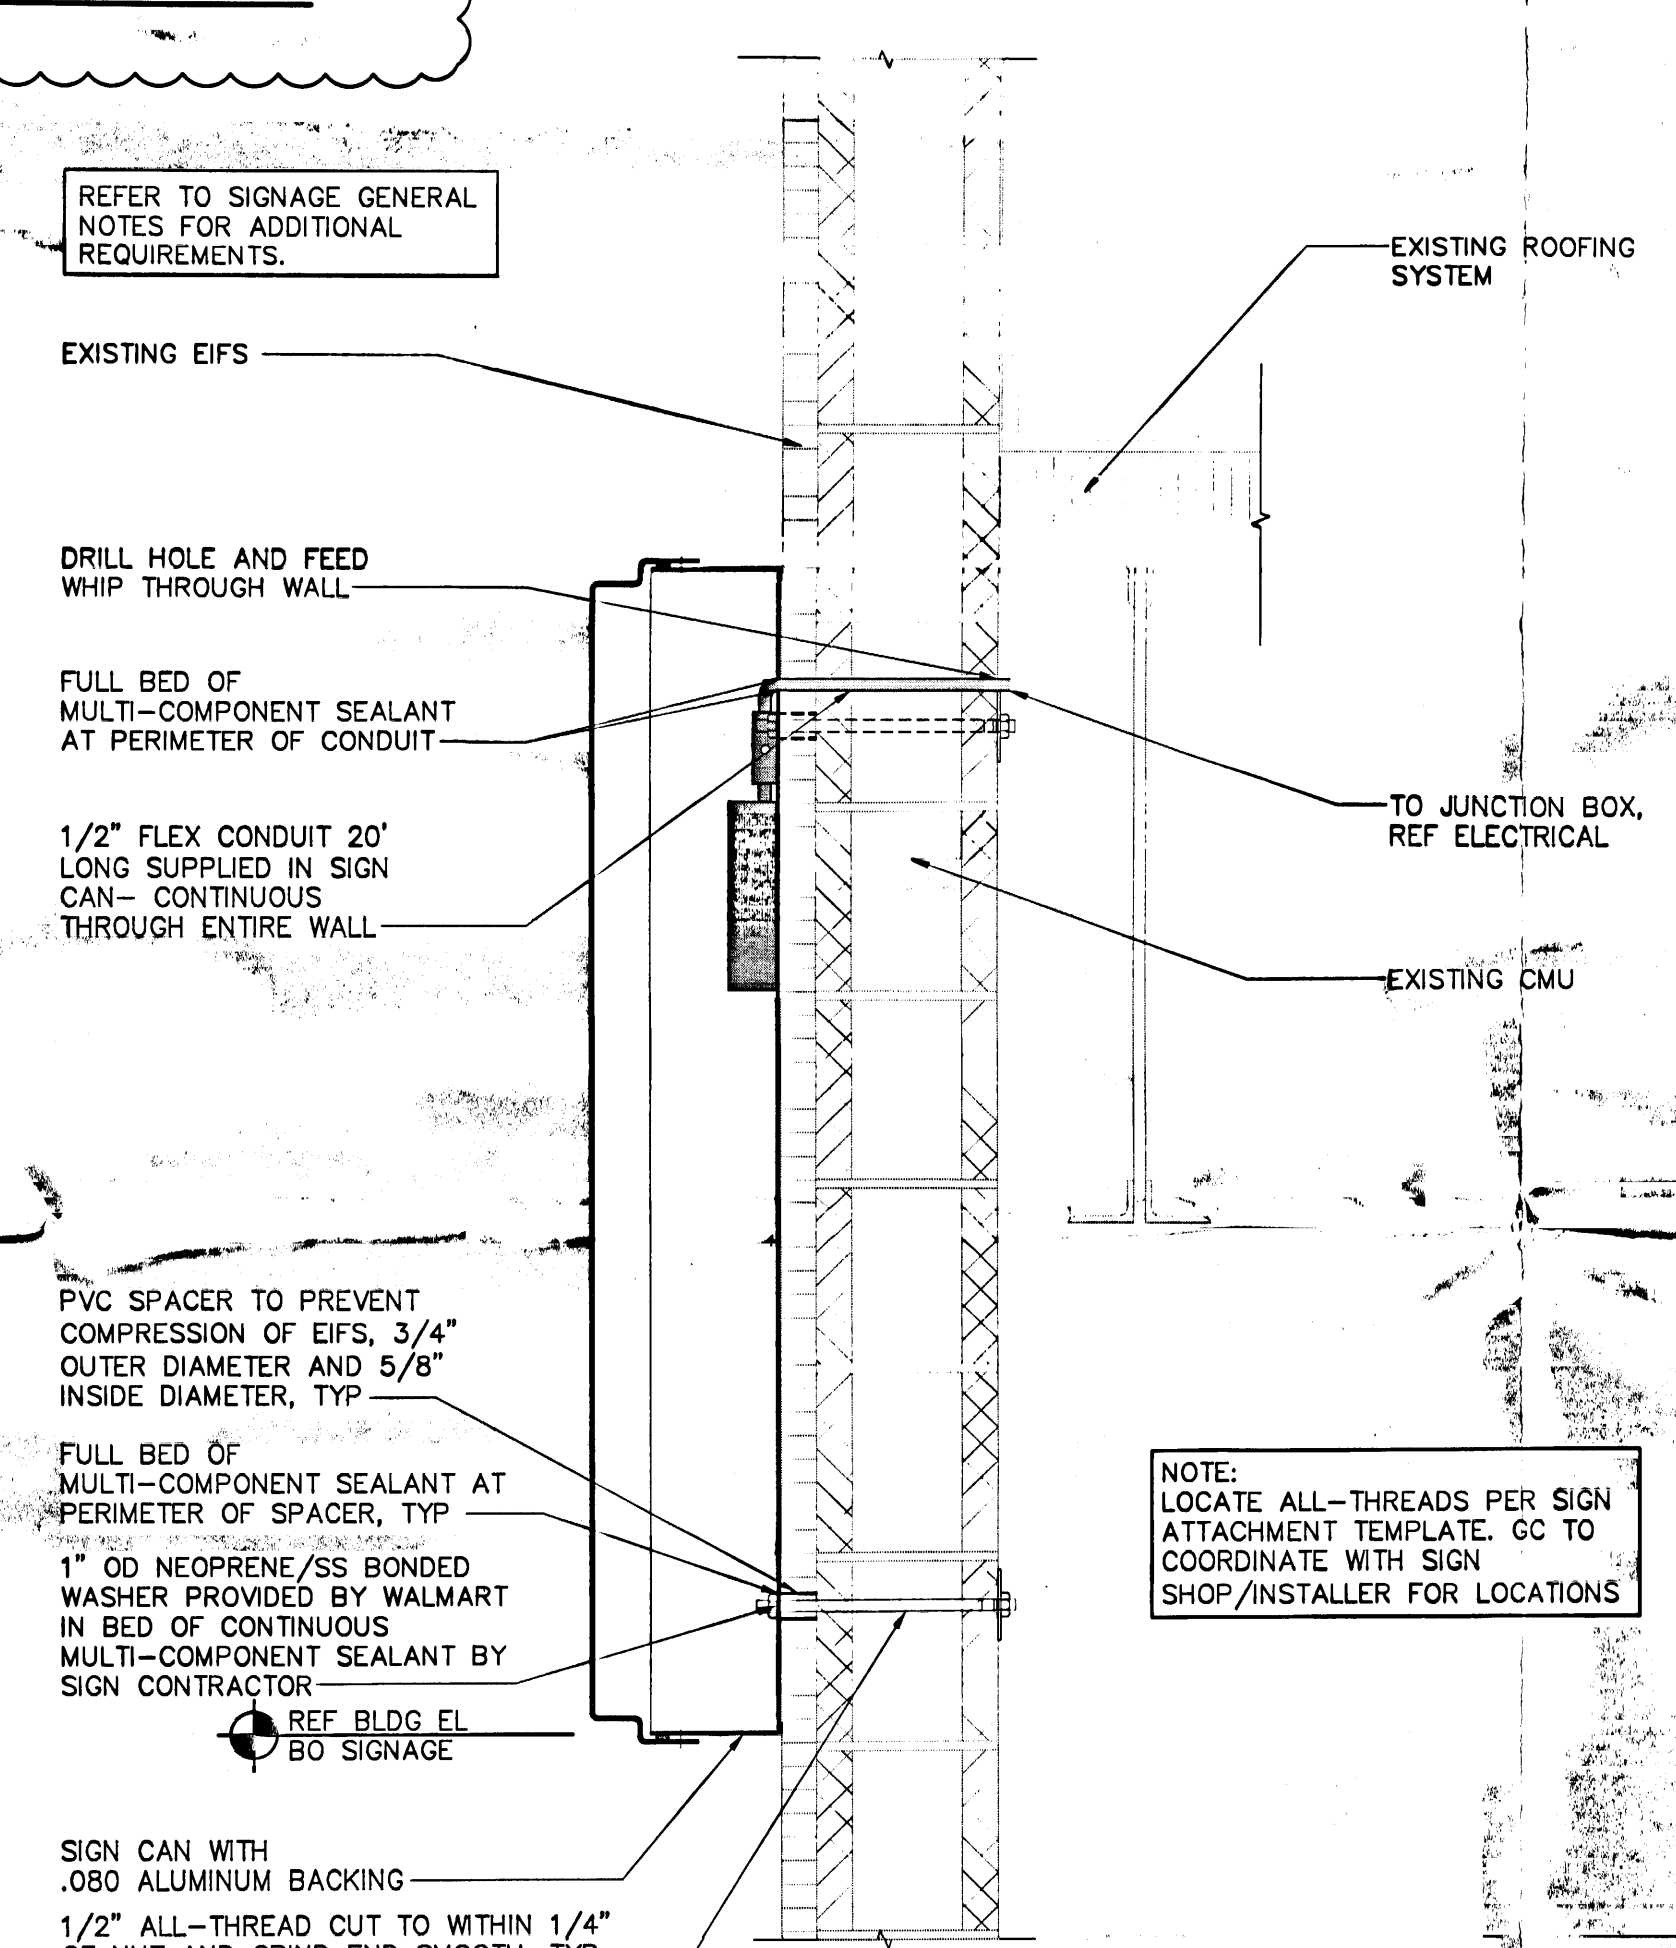 REFER TO SIGNAGE GENERAL
NOTES FOR ADDITIONAL
REQUIREMENTS.
EXISTING ROOFING
SYSTEM
EXISTING EIFS
DRILL HOLE AND FEED
WHIP THROUGH WALL
FULL BED OF
MULTI-COMPONENT SEALANT
AT PERIMETER OF CONDUIT
TO JUNCTION BOX,
REF ELECTRICAL
1/2" FLEX CONDUIT 20'
LONG SUPPLIED IN SIGN
CAN- CONTINUOUS
THROUGH ENTIRE WALL
EXISTING CMU
PVC SPACER TO PREVENT
COMPRESSION OF EIFS, 3/4"
OUTER DIAMETER AND 5/8"
INSIDE DIAMETER, TYP
FULL BED OF
MULTI-COMPONENT SEALANT AT
PERIMETER OF SPACER, TYP
NOTE:
LOCATE ALL-THREADS PER SIGN
ATTACHMENT TEMPLATE. GC TO
COORDINATE WITH SIGN
SHOP/INSTALLER FOR LOCATIONS
1" OD NEOPRENE/SS BONDED
WASHER PROVIDED BY WALMART
IN BED OF CONTINUOUS
MULTI-COMPONENT SEALANT BY
SIGN CONTRACTOR
REF BLDG EL
BO SIGNAGE
SIGN CAN WITH
.080 ALUMINUM BACKING
1/2" ALL-THREAD CUT TO WITHIN 1/4"
OF NUT AND GRIND END SMOOTH, TYP